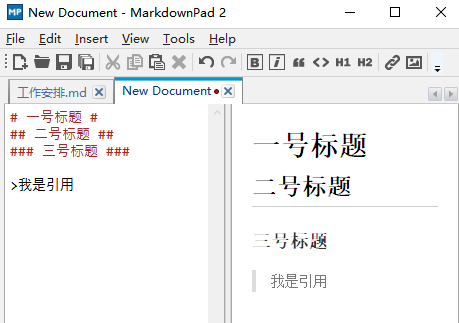 MP New Document - MarkdownPad 2
File Edit Insert View Tools Help
B i “ <> H1 H2
工作安排.md New Document
# 一号标题 #
## 二号标题 ##
### 三号标题 ###
>我是引用
一号标题
二号标题
三号标题
我是引用